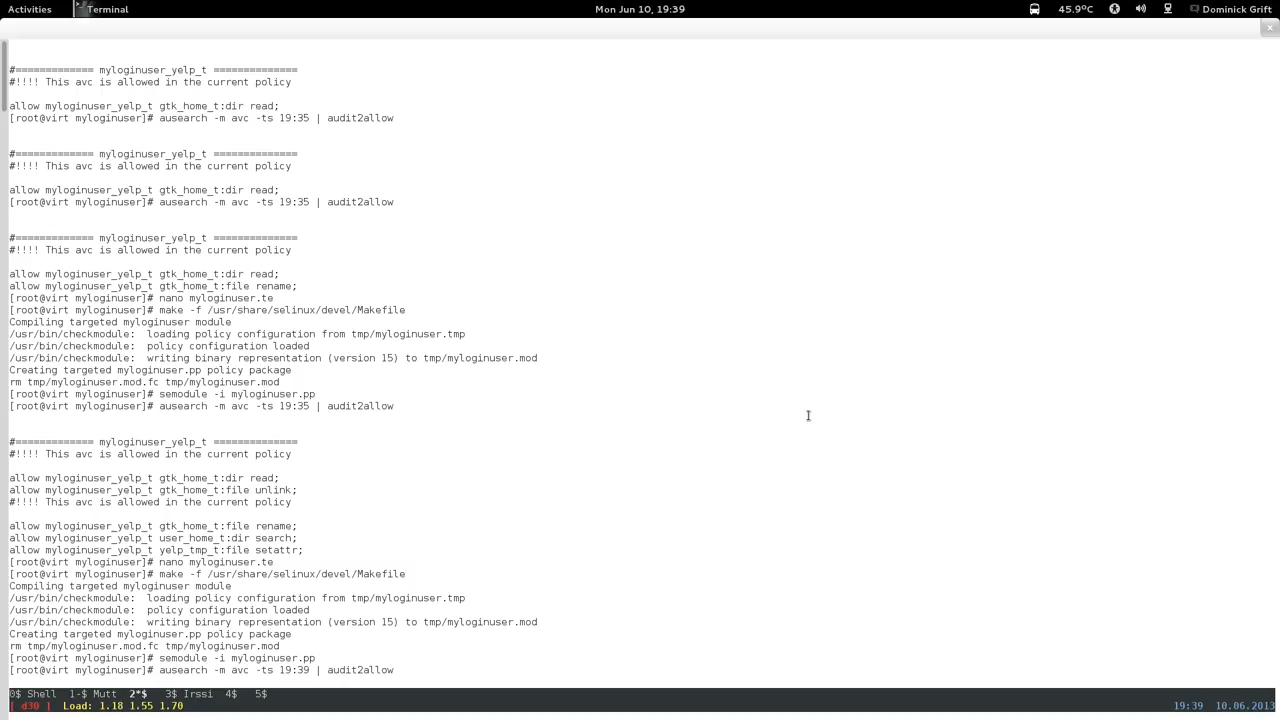 Activities Terminal Mon Jun 10, 19:39 45.9°C Dominick Grift
#============= myloginuser_yelp_t ==============
#!!!! This avc is allowed in the current policy
allow myloginuser_yelp_t gtk_home_t:dir read;
[root@virt myloginuser]# ausearch -m avc -ts 19:35 | audit2allow
#============= myloginuser_yelp_t ==============
#!!!! This avc is allowed in the current policy
allow myloginuser_yelp_t gtk_home_t:dir read;
[root@virt myloginuser]# ausearch -m avc -ts 19:35 | audit2allow
#============= myloginuser_yelp_t ==============
#!!!! This avc is allowed in the current policy
allow myloginuser_yelp_t gtk_home_t:dir read;
allow myloginuser_yelp_t gtk_home_t:file rename;
[root@virt myloginuser]# nano myloginuser.te
[root@virt myloginuser]# make -f /usr/share/selinux/devel/Makefile
Compiling targeted myloginuser module
/usr/bin/checkmodule:  loading policy configuration from tmp/myloginuser.tmp
/usr/bin/checkmodule:  policy configuration loaded
/usr/bin/checkmodule:  writing binary representation (version 15) to tmp/myloginuser.mod
Creating targeted myloginuser.pp policy package
rm tmp/myloginuser.mod.fc tmp/myloginuser.mod
[root@virt myloginuser]# semodule -i myloginuser.pp
[root@virt myloginuser]# ausearch -m avc -ts 19:35 | audit2allow
#============= myloginuser_yelp_t ==============
#!!!! This avc is allowed in the current policy
allow myloginuser_yelp_t gtk_home_t:dir read;
allow myloginuser_yelp_t gtk_home_t:file unlink;
#!!!! This avc is allowed in the current policy
allow myloginuser_yelp_t gtk_home_t:file rename;
allow myloginuser_yelp_t user_home_t:dir search;
allow myloginuser_yelp_t yelp_tmp_t:file setattr;
[root@virt myloginuser]# nano myloginuser.te
[root@virt myloginuser]# make -f /usr/share/selinux/devel/Makefile
Compiling targeted myloginuser module
/usr/bin/checkmodule:  loading policy configuration from tmp/myloginuser.tmp
/usr/bin/checkmodule:  policy configuration loaded
/usr/bin/checkmodule:  writing binary representation (version 15) to tmp/myloginuser.mod
Creating targeted myloginuser.pp policy package
rm tmp/myloginuser.mod.fc tmp/myloginuser.mod
[root@virt myloginuser]# semodule -i myloginuser.pp
[root@virt myloginuser]# ausearch -m avc -ts 19:39 | audit2allow
0$ Shell  1-$ Mutt  2*$  3$ Irssi  4$  5$
[ d30 ]  Load: 1.18 1.55 1.70 19:39 10.06.2013